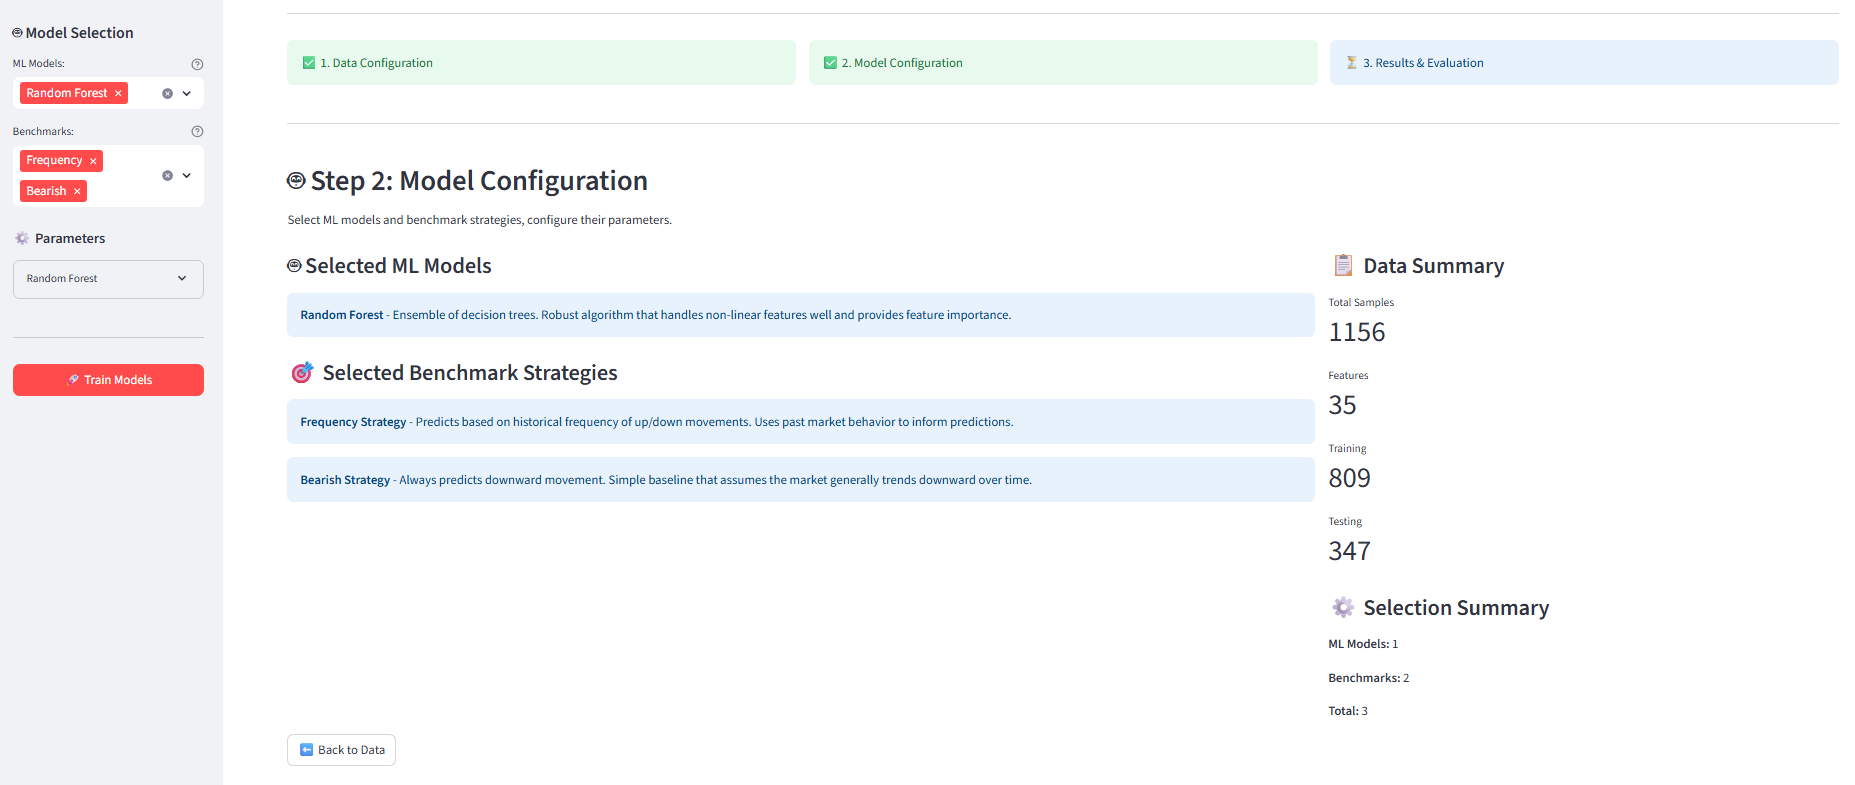 Model Selection
ML Models:
Random Forest ×
Benchmarks:
Frequency ×
Bearish ×
Parameters
Random Forest
Train Models
1. Data Configuration
2. Model Configuration
3. Results & Evaluation
Step 2: Model Configuration
Select ML models and benchmark strategies, configure their parameters.
Selected ML Models
Random Forest - Ensemble of decision trees. Robust algorithm that handles non-linear features well and provides feature importance.
Selected Benchmark Strategies
Frequency Strategy - Predicts based on historical frequency of up/down movements. Uses past market behavior to inform predictions.
Bearish Strategy - Always predicts downward movement. Simple baseline that assumes the market generally trends downward over time.
Back to Data
Data Summary
Total Samples
1156
Features
35
Training
809
Testing
347
Selection Summary
ML Models: 1
Benchmarks: 2
Total: 3